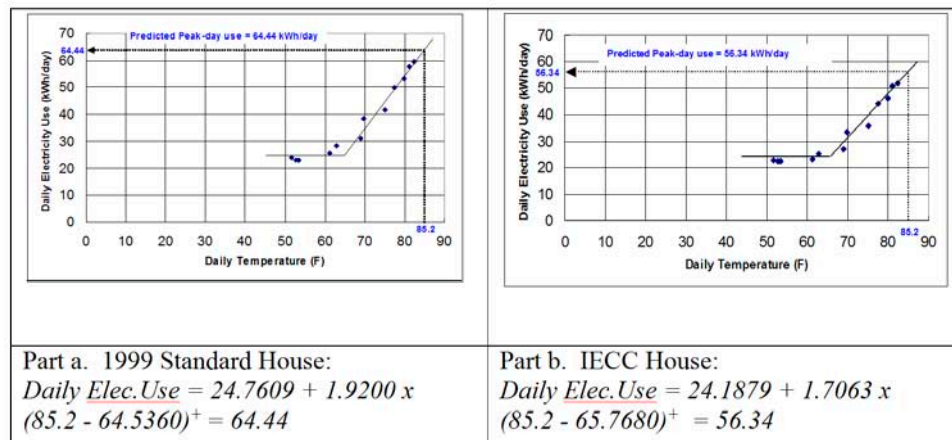 Predicted Peak-day use = 64.44 kWh/day
64.44
70
60
50
40
30
20
10
0
Daily Electricity Use (kWh/day)
0 10 20 30 40 50 60 70 80 90
85.2
Daily Temperature (F)
Predicted Peak-day use = 56.34 kWh/day
56.34
70
60
50
40
30
20
10
0
Daily Electricity Use (kWh/day)
0 10 20 30 40 50 60 70 80 90
85.2
Daily Temperature (F)
Part a. 1999 Standard House:
Daily Elec.Use = 24.7609 + 1.9200 x
(85.2 - 64.5360)⁺ = 64.44
Part b. IECC House:
Daily Elec.Use = 24.1879 + 1.7063 x
(85.2 - 65.7680)⁺ = 56.34